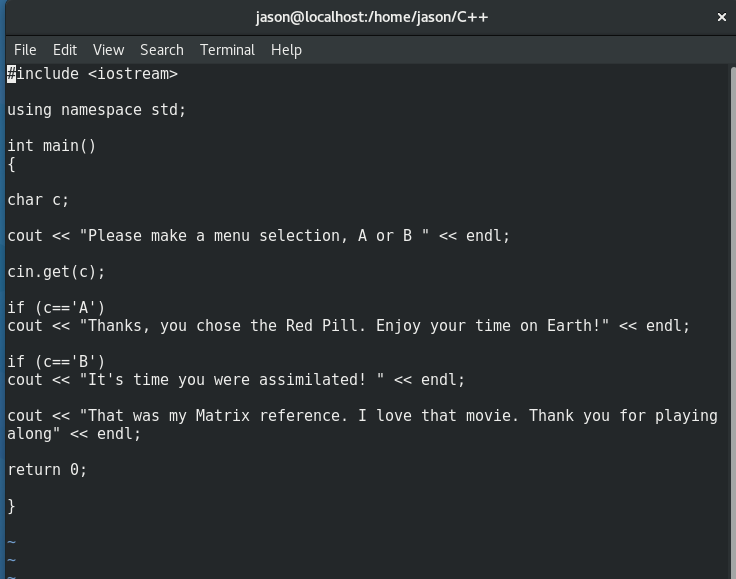 jason@localhost:/home/jason/C++ ×
File Edit View Search Terminal Help
#include <iostream>
using namespace std;
int main()
{
char c;
cout << "Please make a menu selection, A or B " << endl;
cin.get(c);
if (c=='A')
cout << "Thanks, you chose the Red Pill. Enjoy your time on Earth!" << endl;
if (c=='B')
cout << "It's time you were assimilated! " << endl;
cout << "That was my Matrix reference. I love that movie. Thank you for playing
along" << endl;
return 0;
}
~
~
~